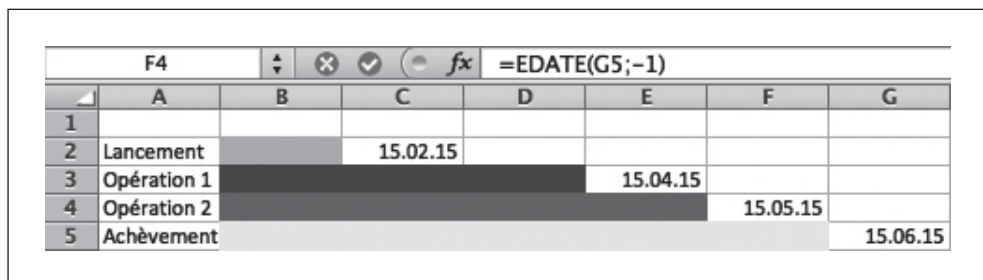 F4 fx =EDATE(G5;−1)
A B C D E F G
1
2 Lancement 15.02.15
3 Opération 1 15.04.15
4 Opération 2 15.05.15
5 Achèvement 15.06.15